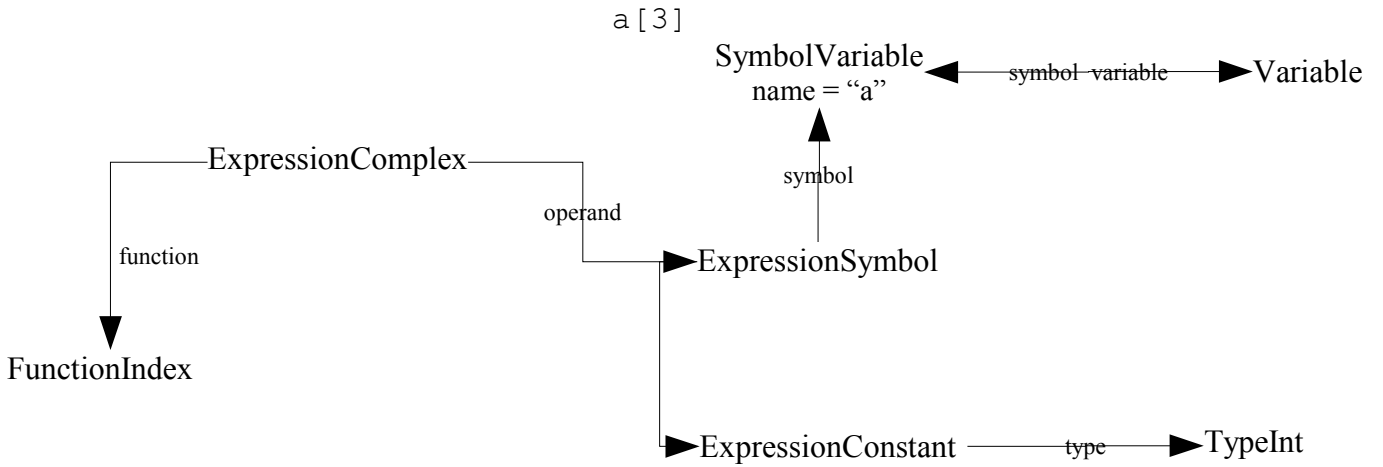 a[3]
SymbolVariable
name = “a”
symbol variable
Variable
ExpressionComplex
symbol
operand
function
ExpressionSymbol
FunctionIndex
ExpressionConstant
type
TypeInt